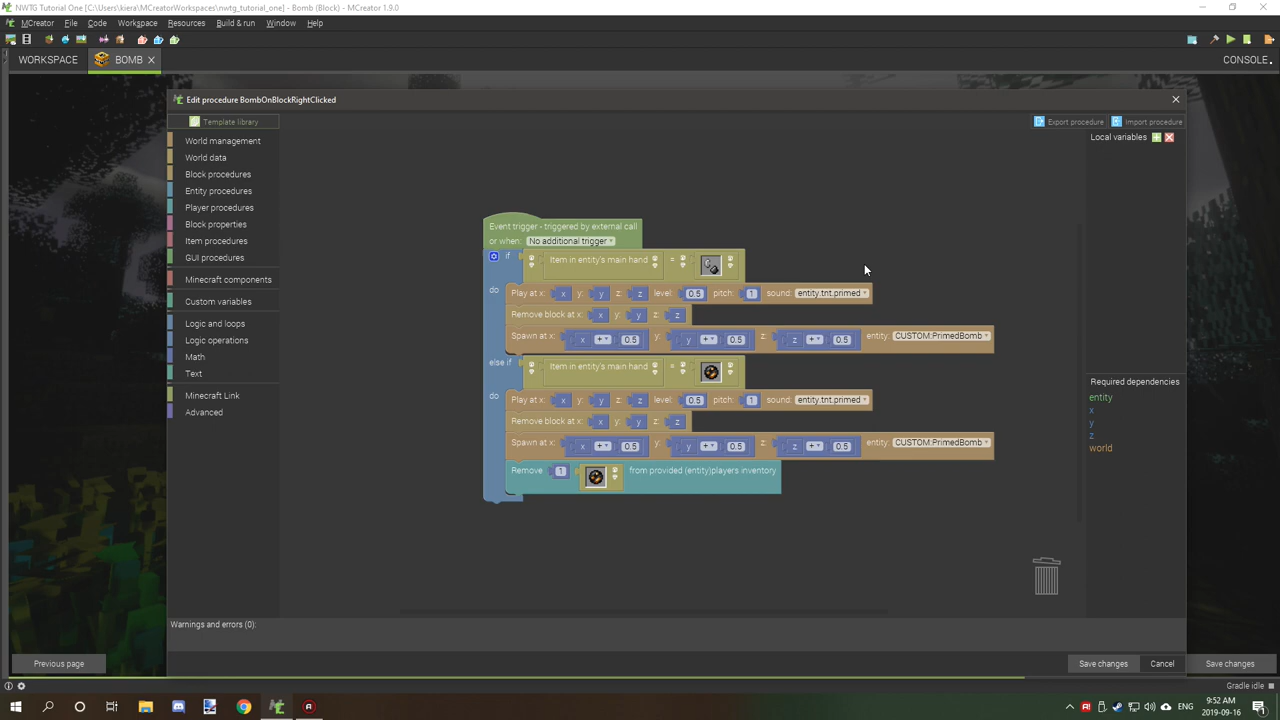 NWTG Tutorial One [C:\Users\kiera\MCreatorWorkspaces\nwtg_tutorial_one] - Bomb (Block) - MCreator 1.9.0
MCreator File Code Workspace Resources Build & run Window Help
WORKSPACE BOMB CONSOLE
Edit procedure BombOnBlockRightClicked
Template library Export procedure Import procedure
World management
World data
Block procedures
Entity procedures
Player procedures
Block properties
Item procedures
GUI procedures
Minecraft components
Custom variables
Logic and loops
Logic operations
Math
Text
Minecraft Link
Advanced
Event trigger - triggered by external call
or when: No additional trigger
if Item in entity's main hand =
do Play at x: x y: y z: z level: 0.5 pitch: 1 sound: entity.tnt.primed
Remove block at x: x y: y z: z
Spawn at x: x + 0.5 y: y + 0.5 z: z + 0.5 entity: CUSTOM:PrimedBomb
else if Item in entity's main hand =
do Play at x: x y: y z: z level: 0.5 pitch: 1 sound: entity.tnt.primed
Remove block at x: x y: y z: z
Spawn at x: x + 0.5 y: y + 0.5 z: z + 0.5 entity: CUSTOM:PrimedBomb
Remove 1 from provided (entity)players inventory
Local variables
Required dependencies
entity
x
y
z
world
Warnings and errors (0):
Previous page Save changes Cancel Save changes
Gradle idle
ENG 9:52 AM
2019-09-16